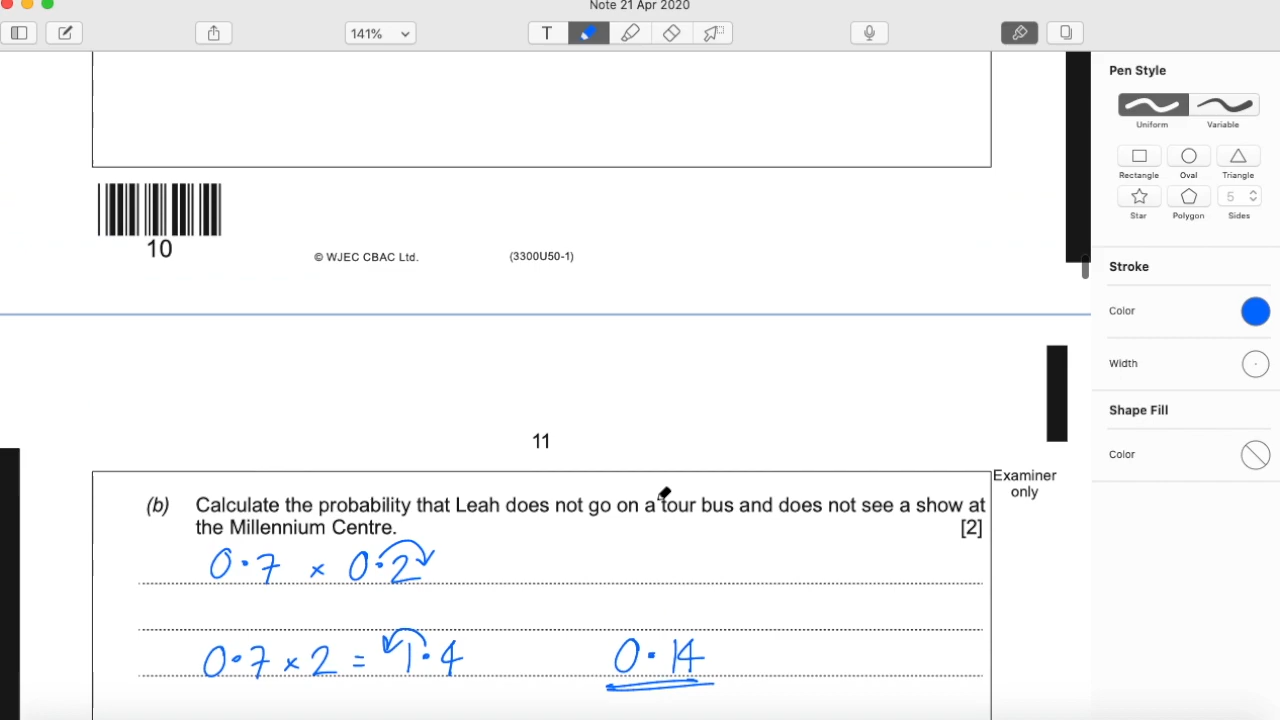 Note 21 Apr 2020
141%
T
Pen Style
Uniform Variable
Rectangle Oval Triangle
5
Star Polygon Sides
10
© WJEC CBAC Ltd. (3300U50-1)
Stroke
Color
Width
Shape Fill
Color
11
Examiner
only
(b) Calculate the probability that Leah does not go on a tour bus and does not see a show at
the Millennium Centre. [2]
0·7 × 0·2
0·7 × 2 = 1·4 0·14